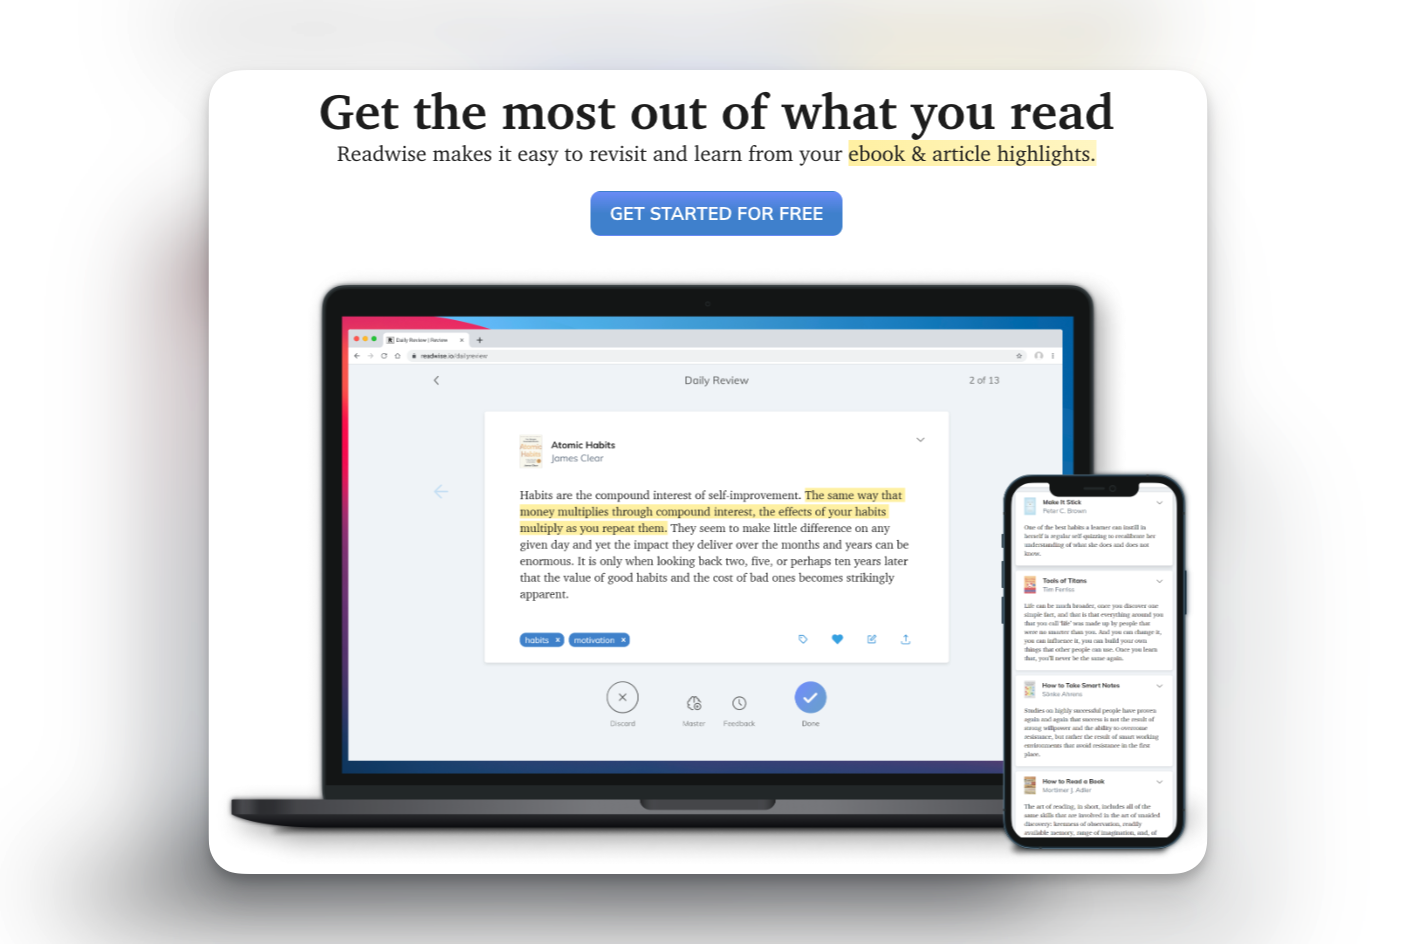 Get the most out of what you read
Readwise makes it easy to revisit and learn from your ebook & article highlights.
GET STARTED FOR FREE
Daily Review | Review
readwise.io/dailyreview
Daily Review
2 of 13
Atomic Habits
James Clear
Habits are the compound interest of self-improvement. The same way that
money multiplies through compound interest, the effects of your habits
multiply as you repeat them. They seem to make little difference on any
given day and yet the impact they deliver over the months and years can be
enormous. It is only when looking back two, five, or perhaps ten years later
that the value of good habits and the cost of bad ones becomes strikingly
apparent.
habits ×
motivation ×
Discard
Master
Feedback
Done
Make It Stick
Peter C. Brown
One of the best habits a learner can instill in
herself is regular self-quizzing to recalibrate her
understanding of what she does and does not
know.
Tools of Titans
Tim Ferriss
Life can be much broader, once you discover one
simple fact, and that is that everything around you
that you call 'life' was made up by people that
were no smarter than you. And you can change it,
you can influence it, you can build your own
things that other people can use. Once you learn
that, you'll never be the same again.
How to Take Smart Notes
Sönke Ahrens
Studies on highly successful people have proven
again and again that success is not the result of
strong willpower and the ability to overcome
resistance, but rather the result of smart working
environments that avoid resistance in the first
place.
How to Read a Book
Mortimer J. Adler
The art of reading, in short, includes all of the
same skills that are involved in the art of unaided
discovery: keenness of observation, readily
available memory, range of imagination, and, of